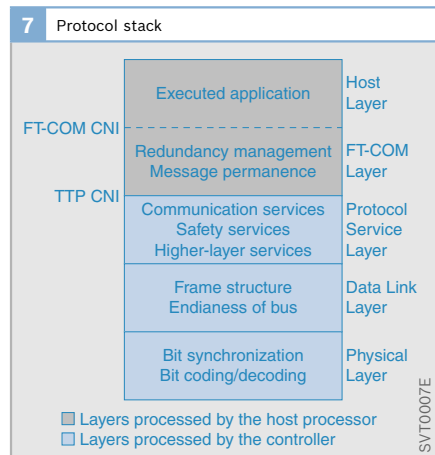 7 Protocol stack
Executed application
Host
Layer
FT-COM CNI
Redundancy management
Message permanence
FT-COM
Layer
TTP CNI
Communication services
Safety services
Higher-layer services
Protocol
Service
Layer
Frame structure
Endianess of bus
Data Link
Layer
Bit synchronization
Bit coding/decoding
Physical
Layer
Layers processed by the host processor
Layers processed by the controller
SVT0007E